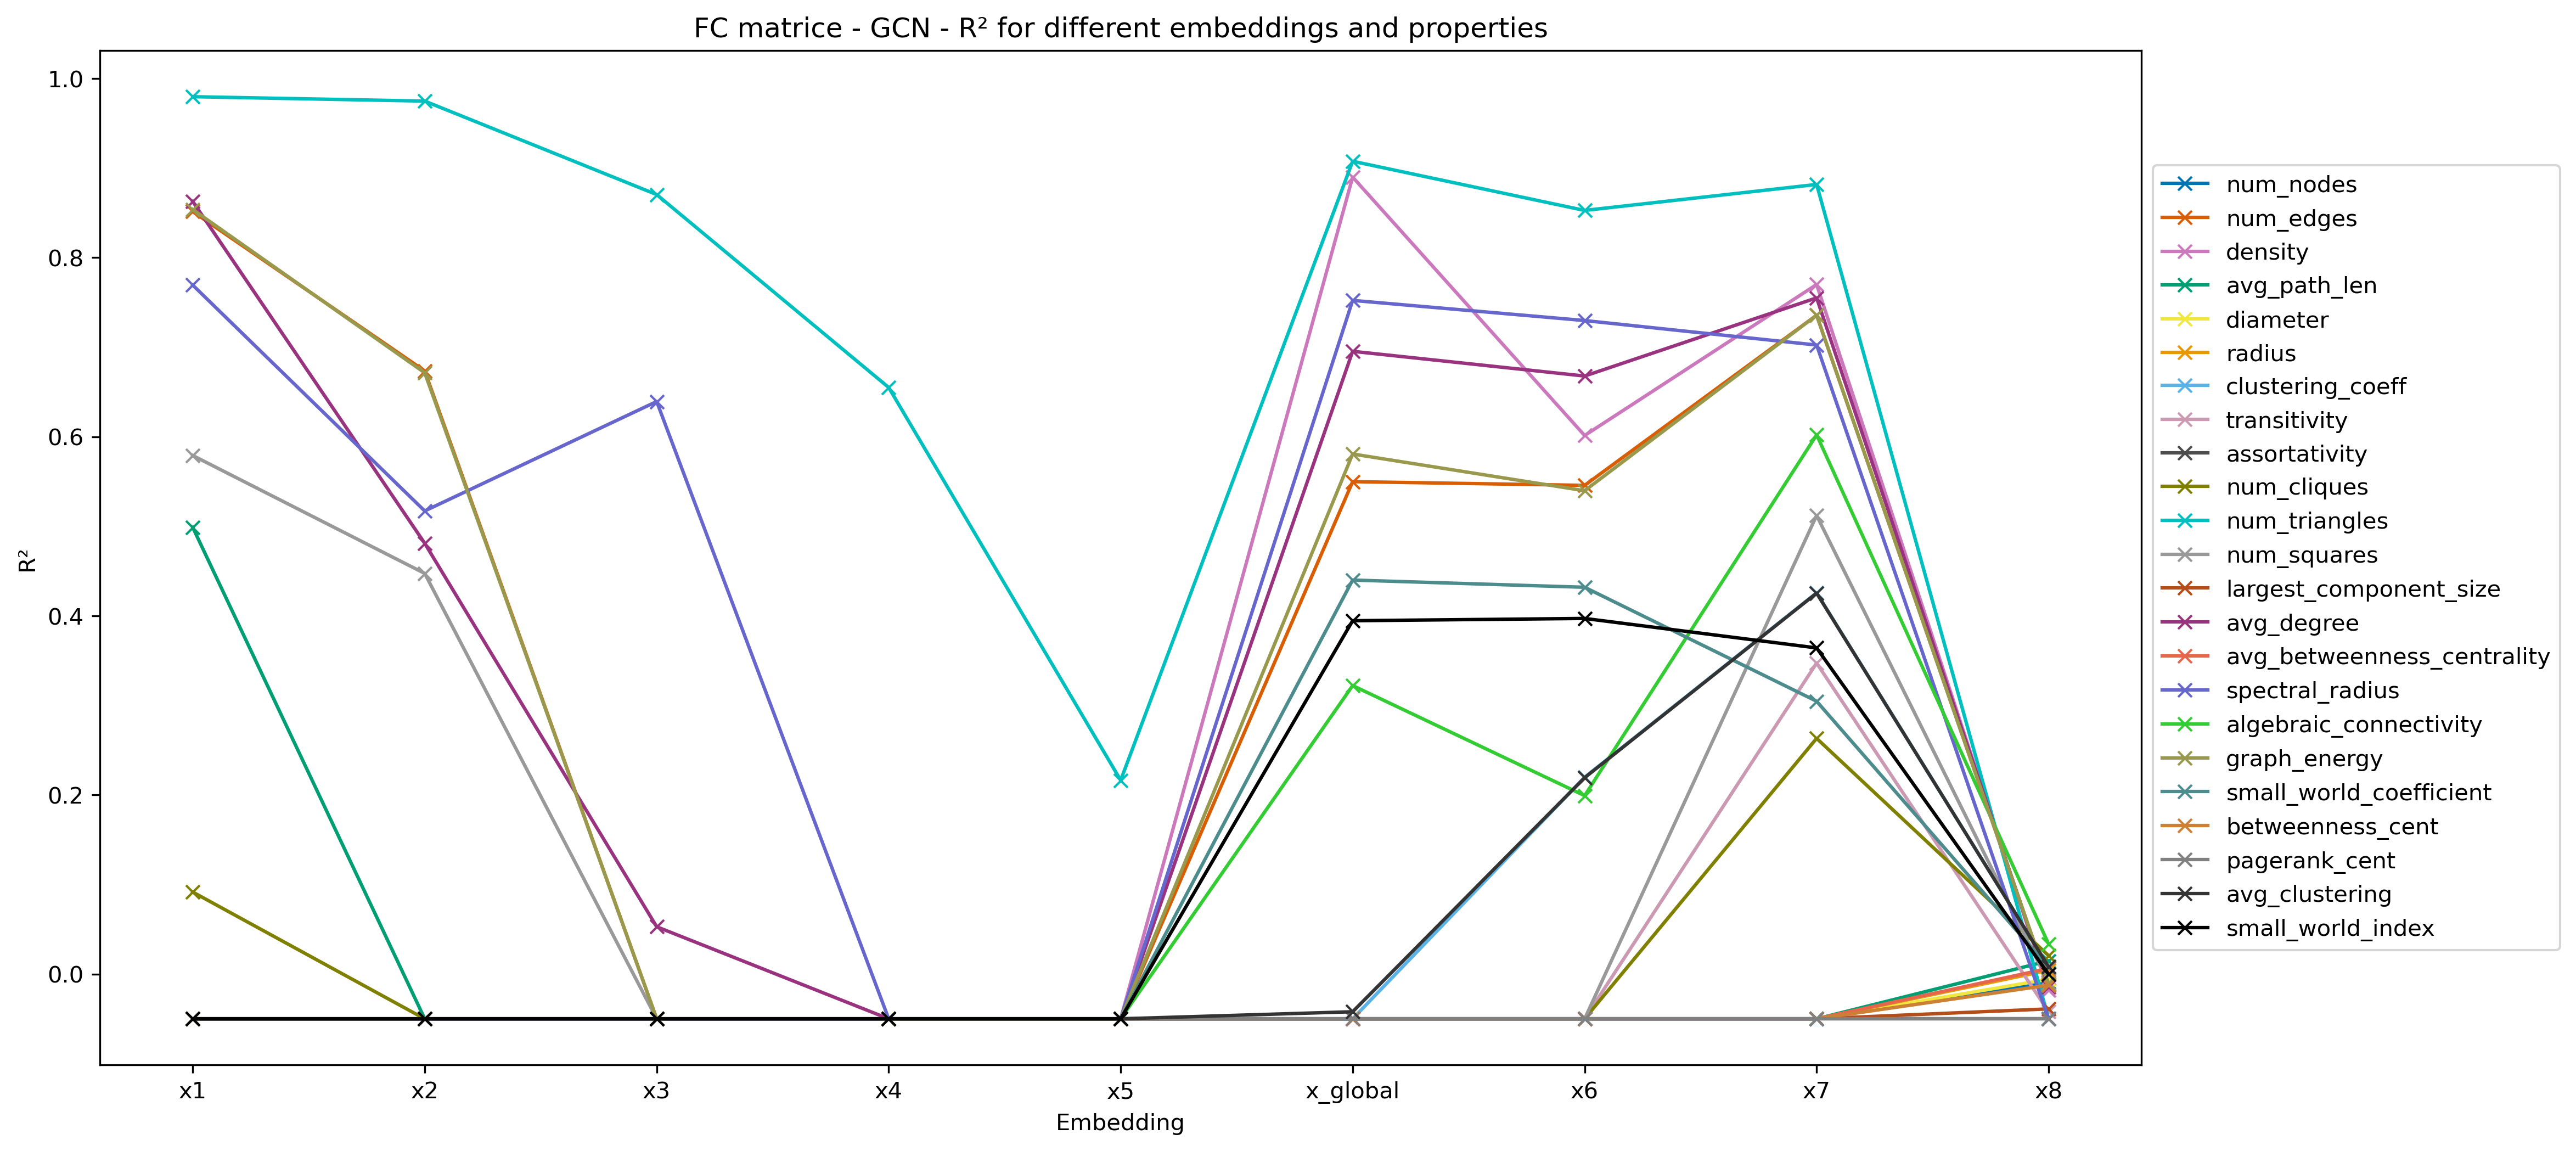 FC matrice - GCN - R² for different embeddings and properties
1.0
0.8
0.6
0.4
0.2
0.0
R²
x1
x2
x3
x4
x5
x_global
x6
x7
x8
Embedding
num_nodes
num_edges
density
avg_path_len
diameter
radius
clustering_coeff
transitivity
assortativity
num_cliques
num_triangles
num_squares
largest_component_size
avg_degree
avg_betweenness_centrality
spectral_radius
algebraic_connectivity
graph_energy
small_world_coefficient
betweenness_cent
pagerank_cent
avg_clustering
small_world_index